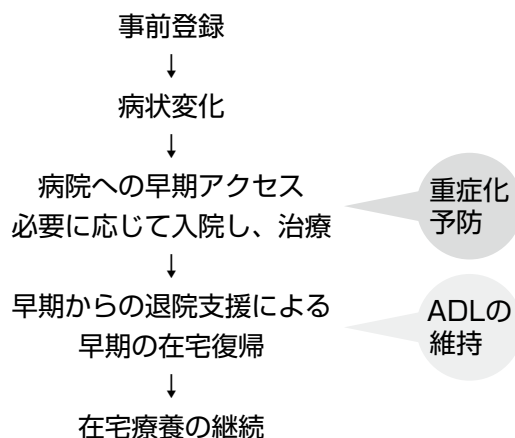 事前登録
↓
病状変化
↓
病院への早期アクセス
必要に応じて入院し、治療
重症化
予防
↓
早期からの退院支援による
早期の在宅復帰
ADLの
維持
↓
在宅療養の継続